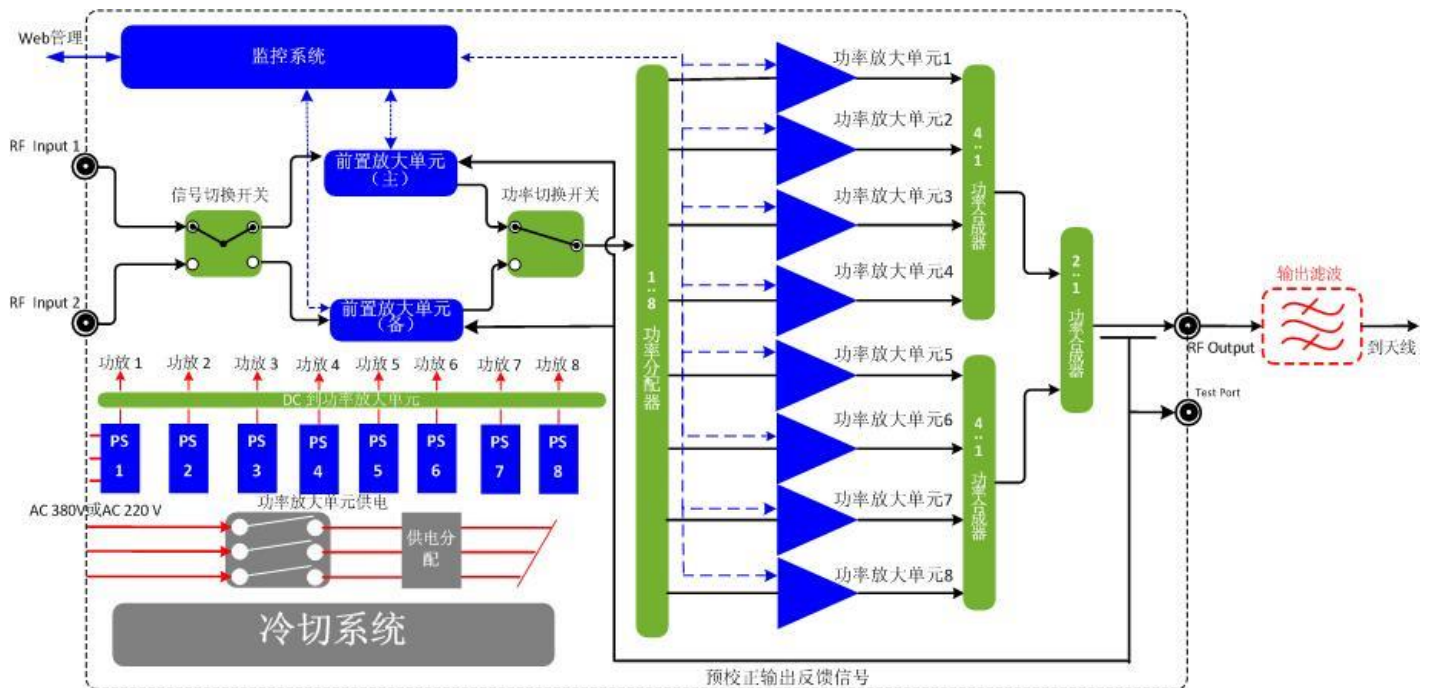 Web管理
监控系统
RF Input 1
RF Input 2
信号切换开关
前置放大单元
（主）
功率切换开关
前置放大单元
（备）
1：8 功率分配器
功率放大单元1
功率放大单元2
功率放大单元3
功率放大单元4
功率放大单元5
功率放大单元6
功率放大单元7
功率放大单元8
4：1 功率合成器
4：1 功率合成器
2：1 功率合成器
输出滤波
RF Output
到天线
Test Port
功放 1
功放 2
功放 3
功放 4
功放 5
功放 6
功放 7
功放 8
DC 到功率放大单元
PS
1
PS
2
PS
3
PS
4
PS
5
PS
6
PS
7
PS
8
功率放大单元供电
AC 380V或AC 220 V
供电分
配
冷切系统
预校正输出反馈信号